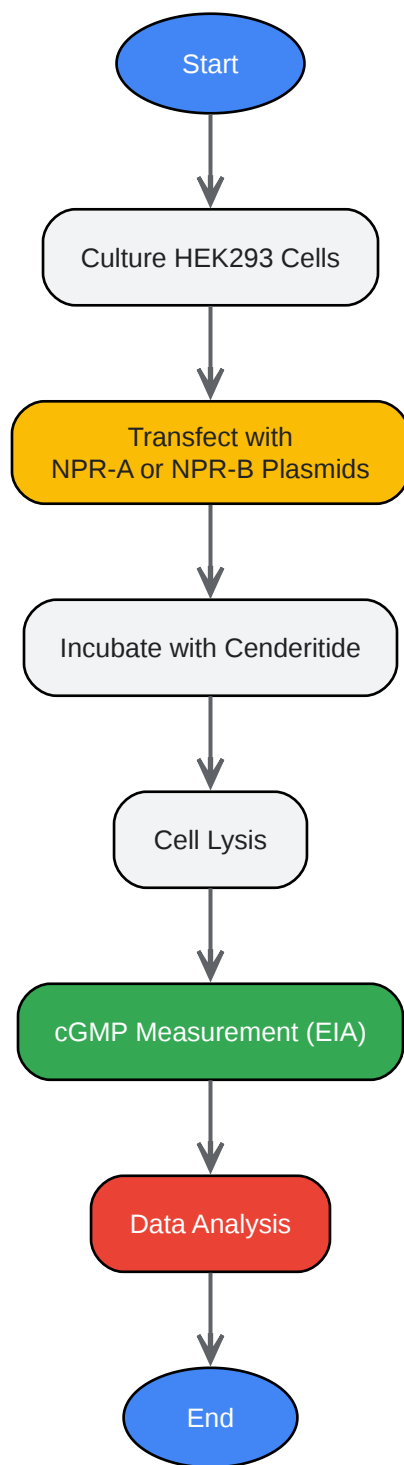 Start
Culture HEK293 Cells
Transfect with
NPR-A or NPR-B Plasmids
Incubate with Cenderitide
Cell Lysis
cGMP Measurement (EIA)
Data Analysis
End